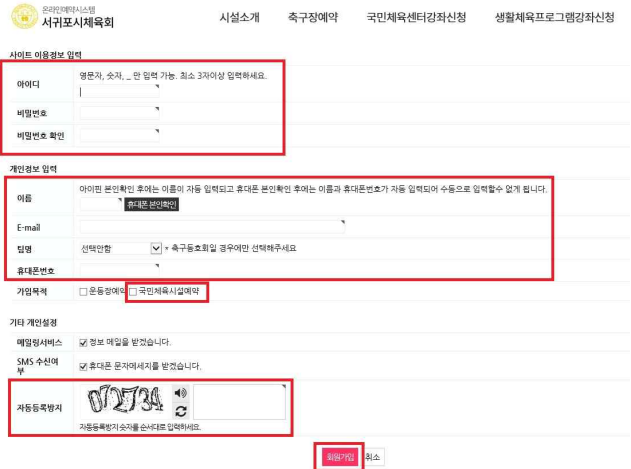 온라인예약시스템
서귀포시체육회
시설소개 축구장예약 국민체육센터강좌신청 생활체육프로그램강좌신청
사이트 이용정보 입력
아이디
영문자, 숫자, _ 만 입력 가능. 최소 3자이상 입력하세요.
비밀번호
비밀번호 확인
개인정보 입력
이름
아이핀 본인확인 후에는 이름이 자동 입력되고 휴대폰 본인확인 후에는 이름과 휴대폰번호가 자동 입력되어 수동으로 입력할수 없게 됩니다.
휴대폰 본인확인
E-mail
팀명 선택안함 * 축구동호회일 경우에만 선택해주세요
휴대폰번호
가입목적 운동장예약 국민체육시설예약
기타 개인설정
메일링서비스 정보 메일을 받겠습니다.
SMS 수신여
부
휴대폰 문자메세지를 받겠습니다.
자동등록방지
072734
자동등록방지 숫자를 순서대로 입력하세요.
회원가입 취소